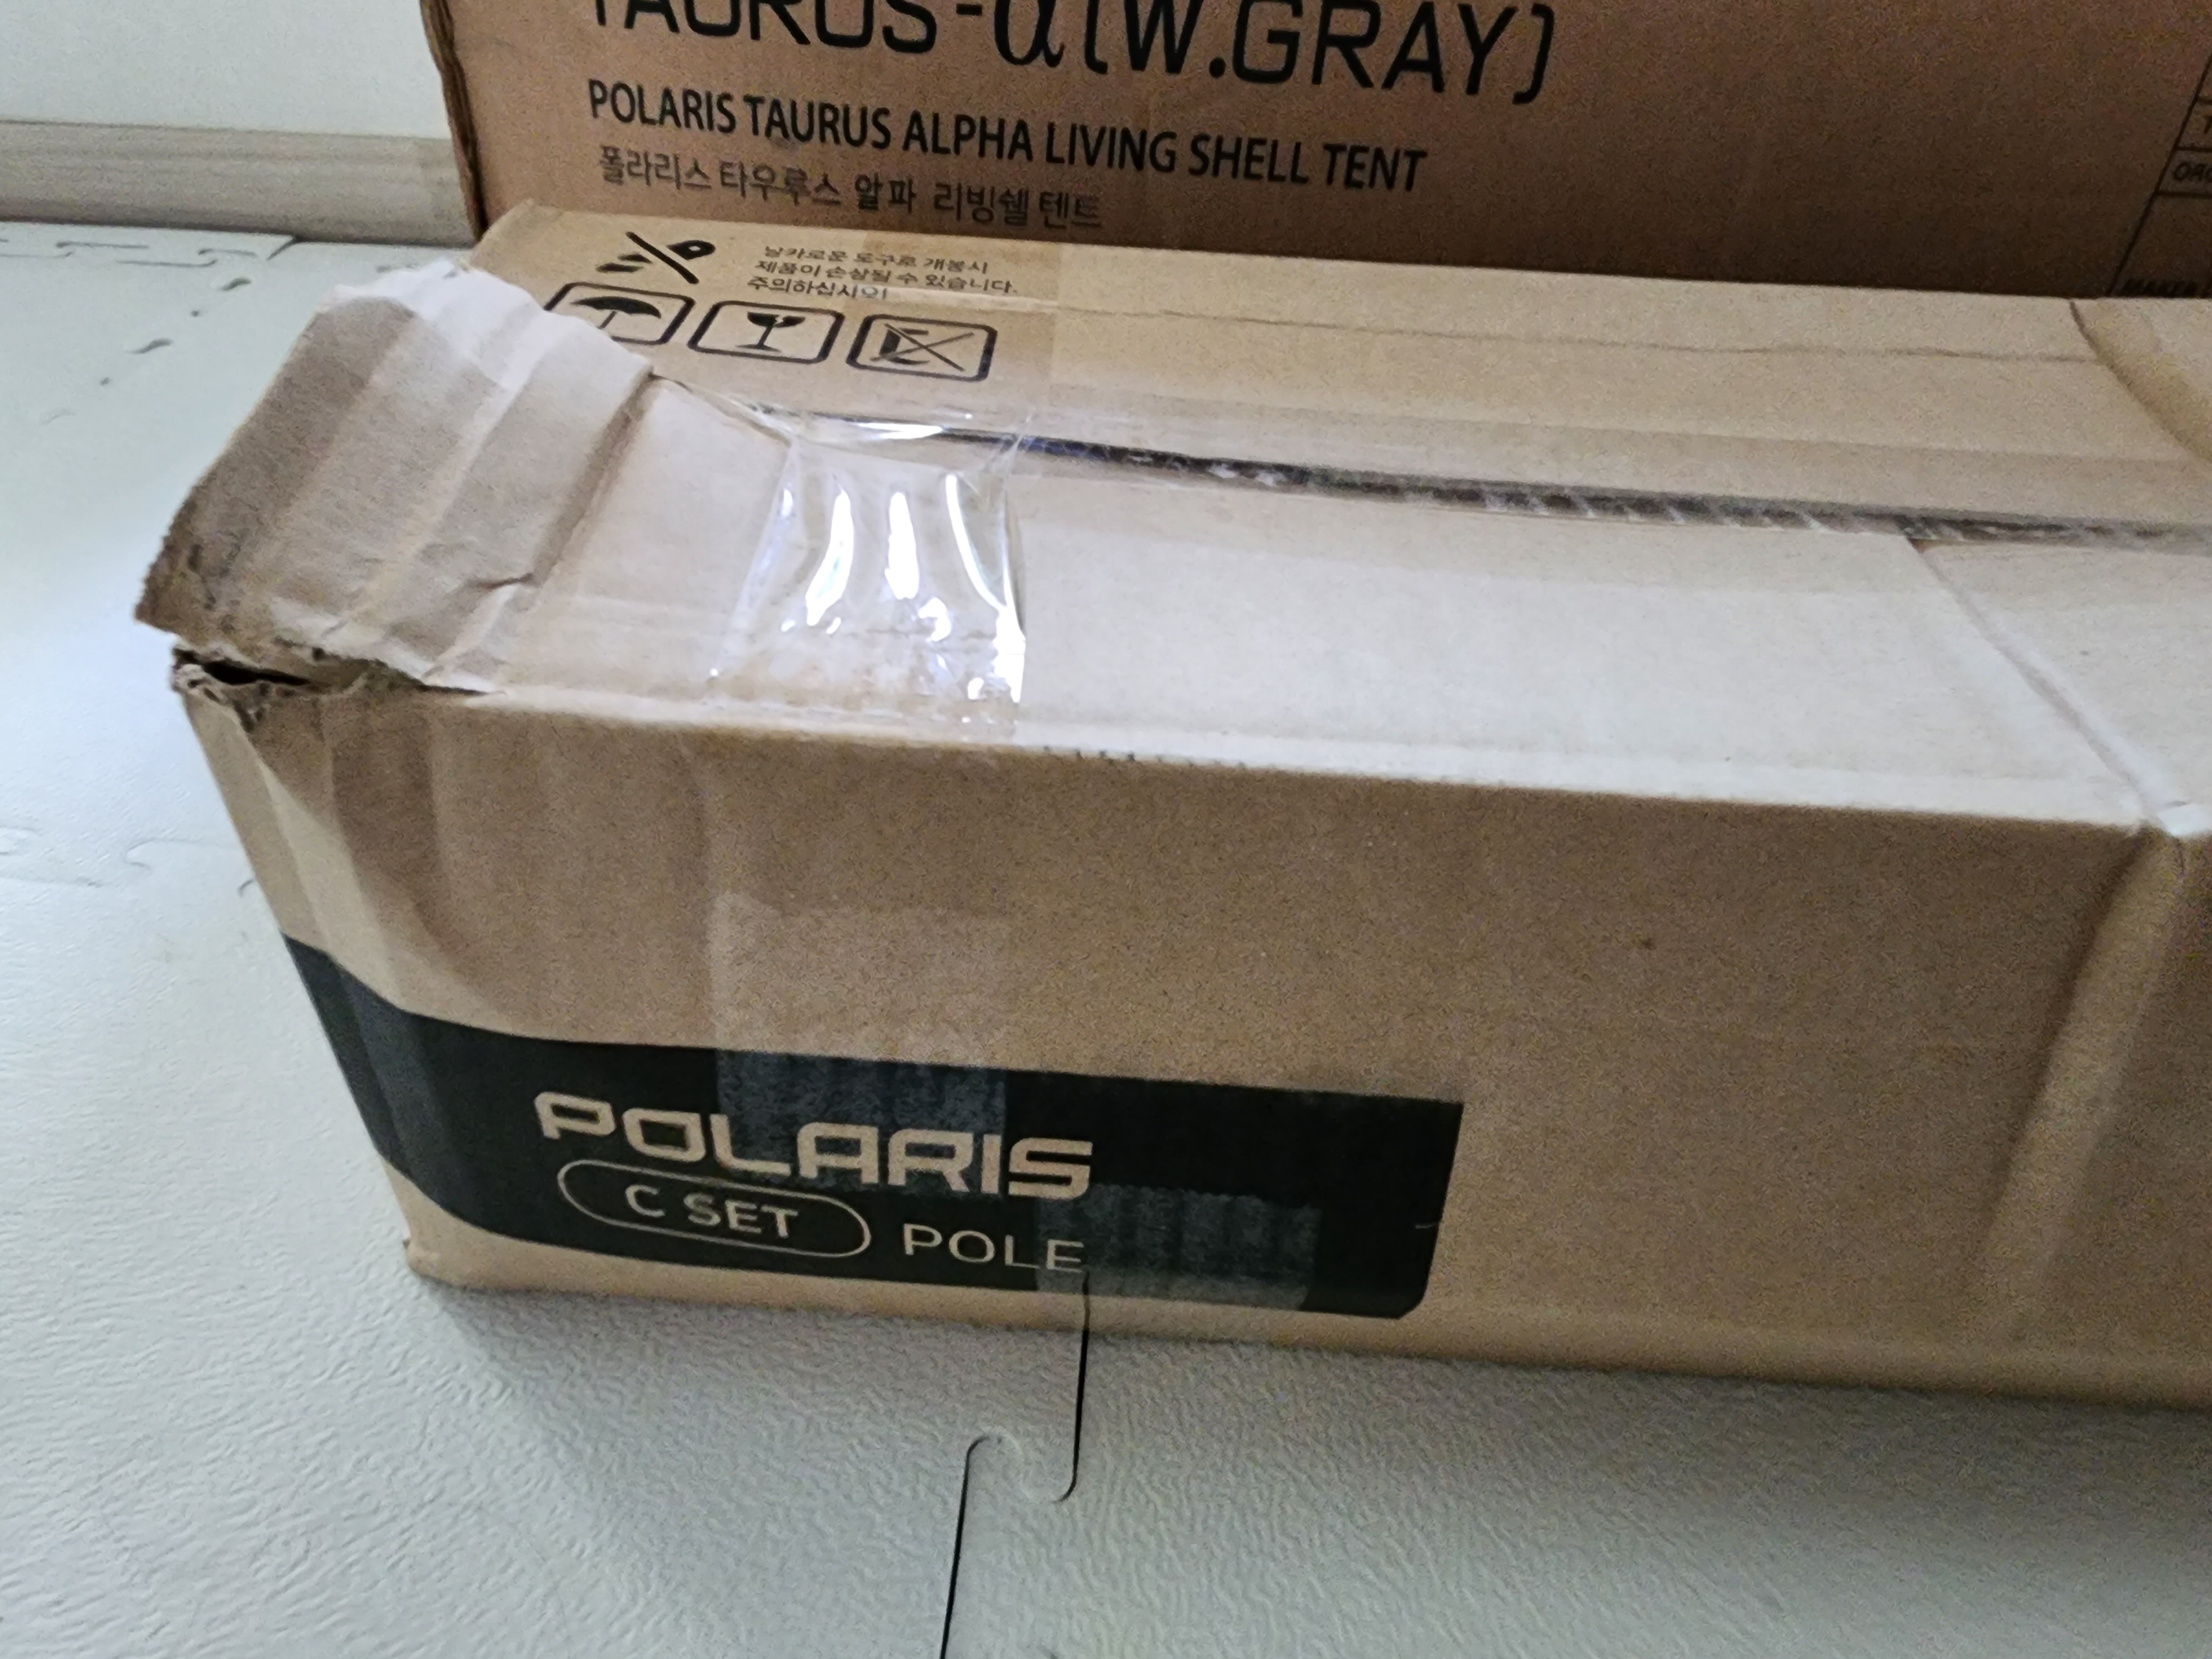 TAURUS-α(W.GRAY)
POLARIS TAURUS ALPHA LIVING SHELL TENT
폴라리스 타우루스 알파 리빙쉘 텐트
날카로운 도구로 개봉시
제품이 손상될 수 있습니다.
주의하십시오!
POLARIS
C SET POLE